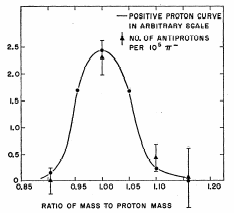 POSITIVE PROTON CURVE
IN ARBITRARY SCALE
NO. OF ANTIPROTONS
PER 10⁵ π⁻
2.5
2.0
1.5
1.0
0.5
0
0.85 0.90 0.95 1.00 1.05 1.10 1.20
RATIO OF MASS TO PROTON MASS